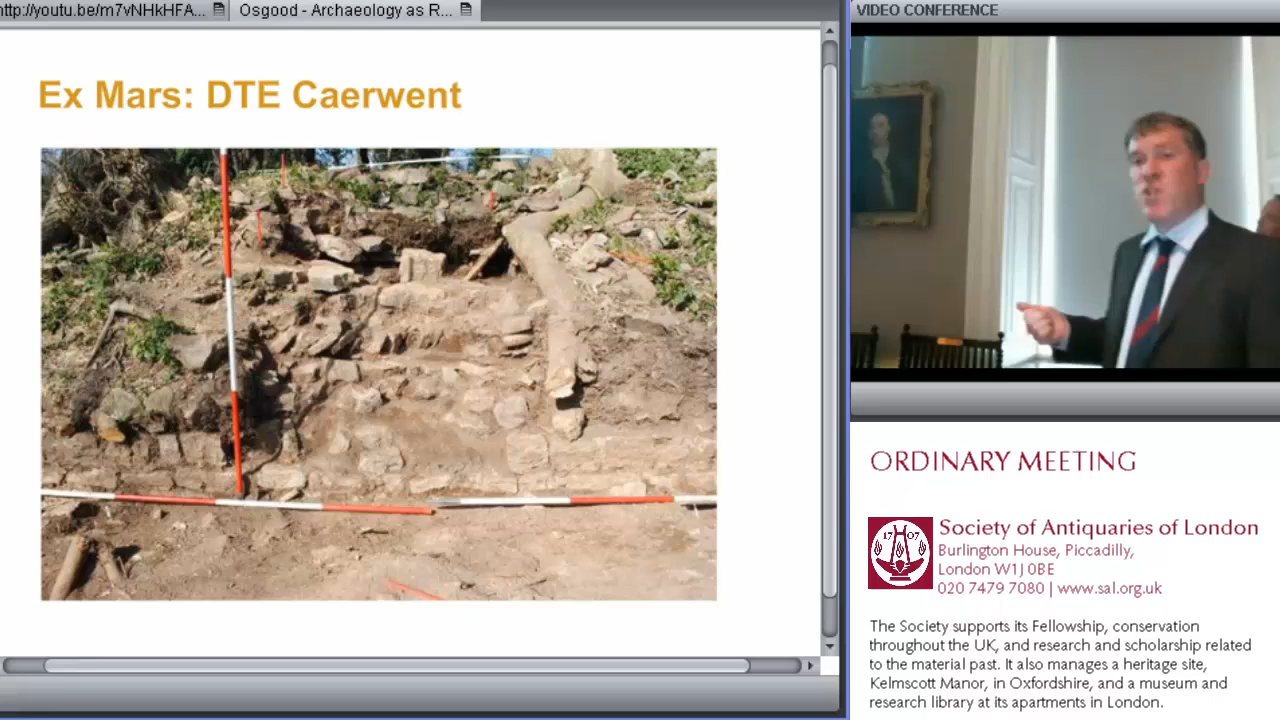 http://youtu.be/m7vNHkHFA...
Osgood - Archaeology as R...
VIDEO CONFERENCE
Ex Mars: DTE Caerwent
ORDINARY MEETING
17 07
Society of Antiquaries of London
Burlington House, Piccadilly,
London W1J 0BE
020 7479 7080 | www.sal.org.uk
The Society supports its Fellowship, conservation
throughout the UK, and research and scholarship related
to the material past. It also manages a heritage site,
Kelmscott Manor, in Oxfordshire, and a museum and
research library at its apartments in London.